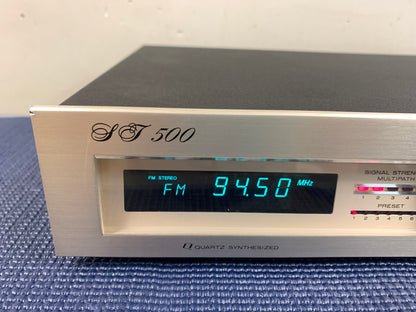 ST 500
SIGNAL STREN
MULTIPATH
FM STEREO
FM 94.50 MHz
1 2 3 4
PRESET
1 2 3 4 5 6
Q QUARTZ SYNTHESIZED